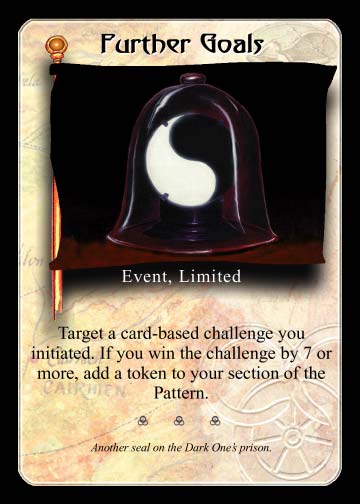 Further Goals
Event, Limited
Target a card-based challenge you
initiated. If you win the challenge by 7 or
more, add a token to your section of the
Pattern.
Another seal on the Dark One's prison.
CAIRHIEN